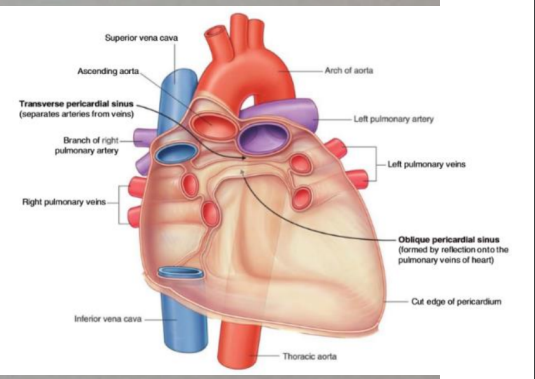 Superior vena cava
Ascending aorta
Arch of aorta
Transverse pericardial sinus
(separates arteries from veins)
Left pulmonary artery
Branch of right
pulmonary artery
Left pulmonary veins
Right pulmonary veins
Oblique pericardial sinus
(formed by reflection onto the
pulmonary veins of heart)
Cut edge of pericardium
Inferior vena cava
Thoracic aorta